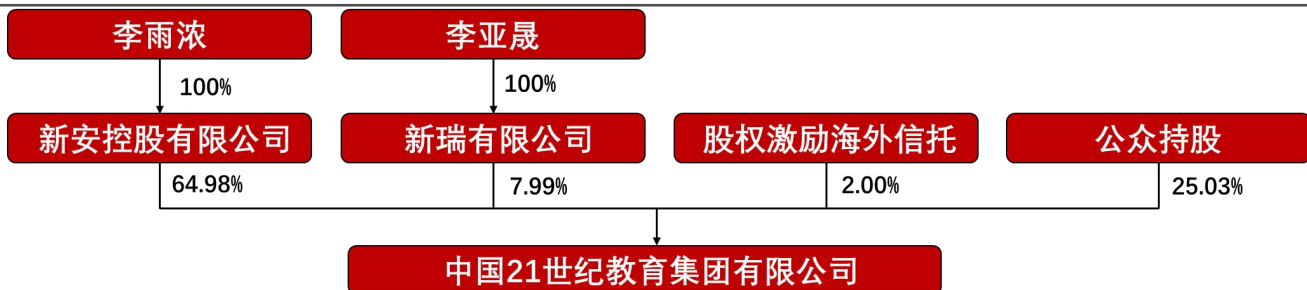 李雨浓
李亚晟
100%
100%
新安控股有限公司
新瑞有限公司
股权激励海外信托
公众持股
64.98%
7.99%
2.00%
25.03%
中国21世纪教育集团有限公司